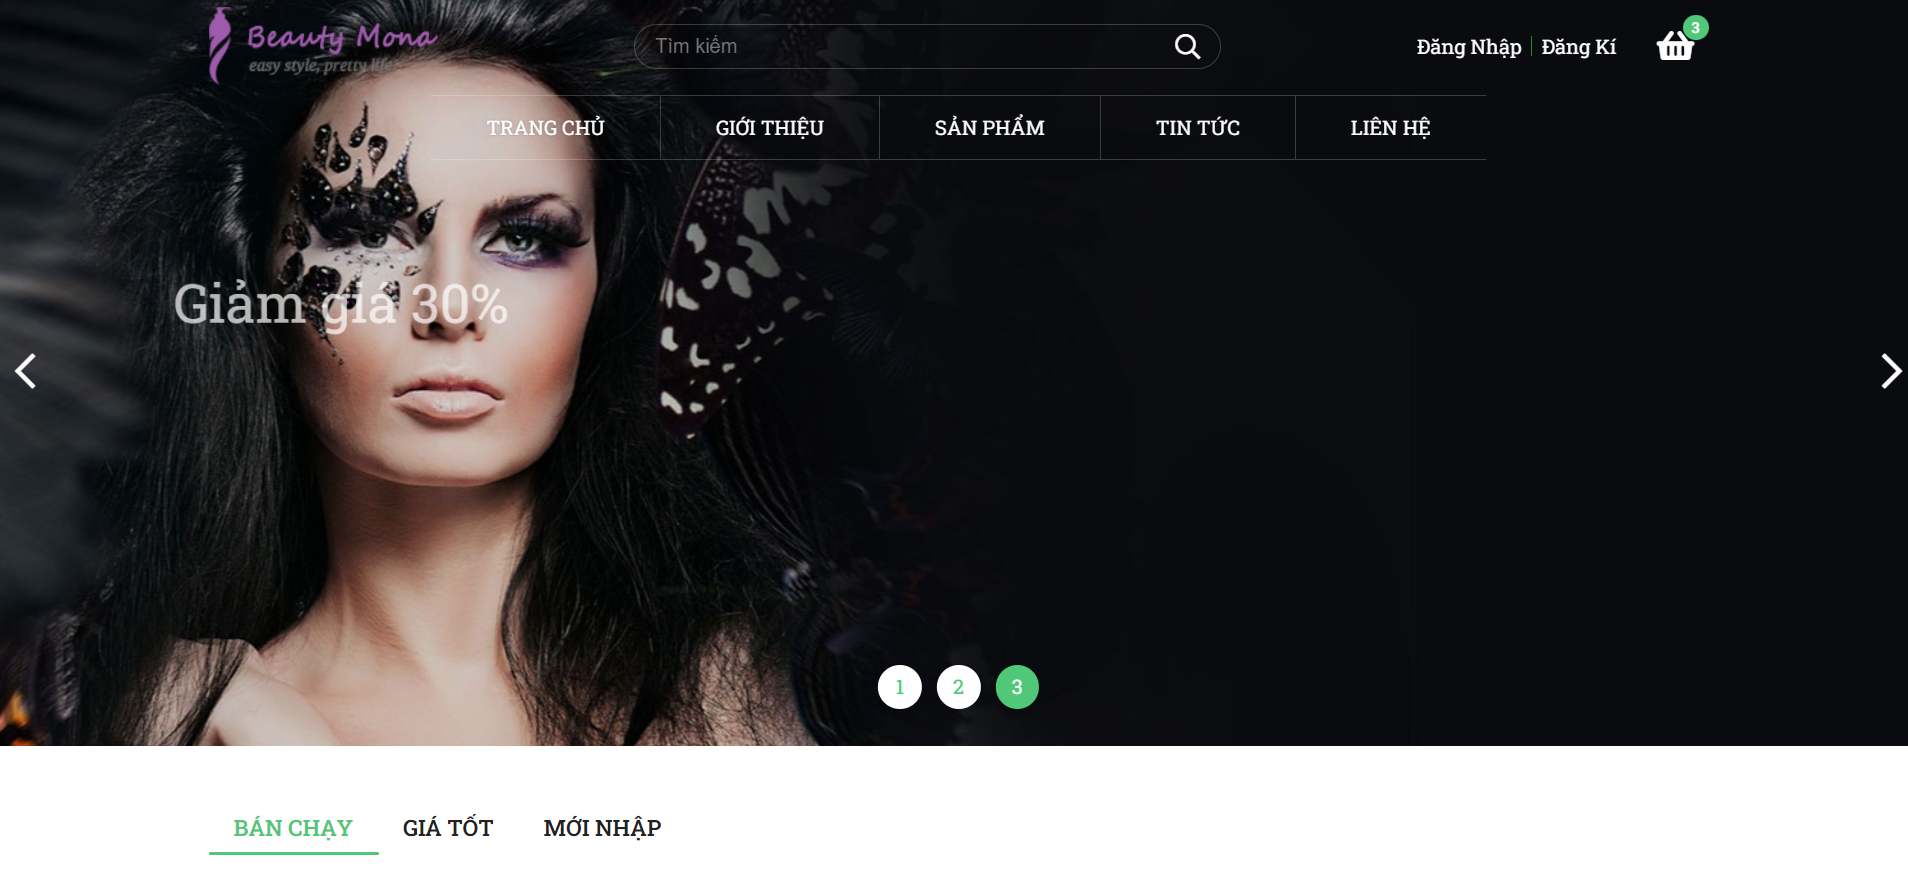 Beauty Mona
easy style, pretty life
Tìm kiếm
Đăng Nhập
Đăng Kí
3
TRANG CHỦ
GIỚI THIỆU
SẢN PHẨM
TIN TỨC
LIÊN HỆ
Giảm giá 30%
1
2
3
BÁN CHẠY
GIÁ TỐT
MỚI NHẬP